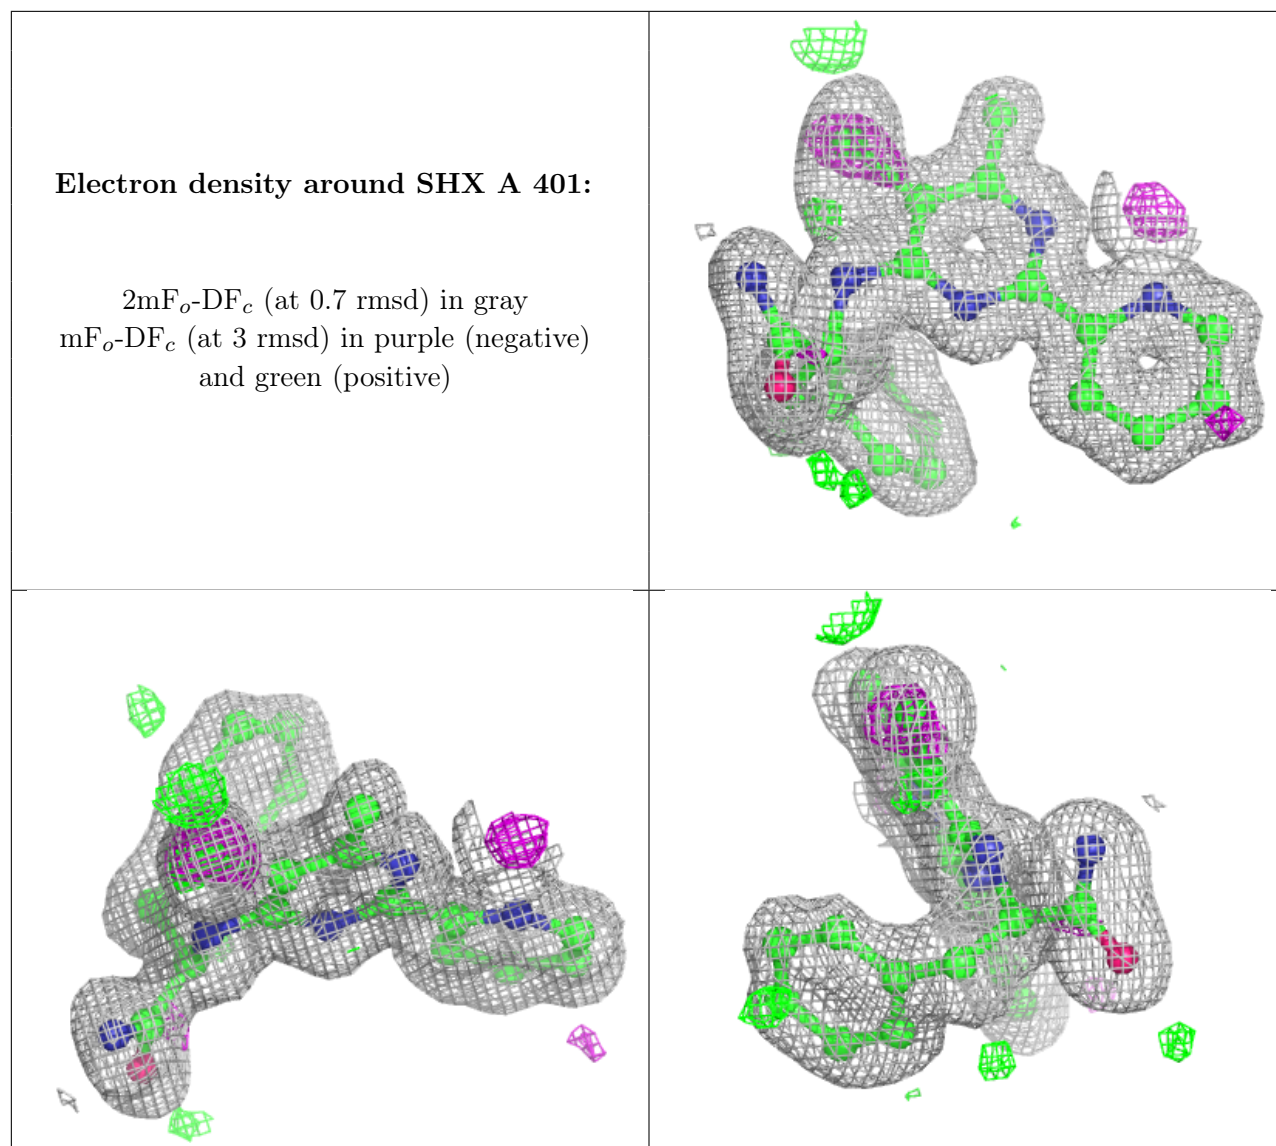 Electron density around SHX A 401:
2mFo-DFc (at 0.7 rmsd) in gray
mFo-DFc (at 3 rmsd) in purple (negative)
and green (positive)